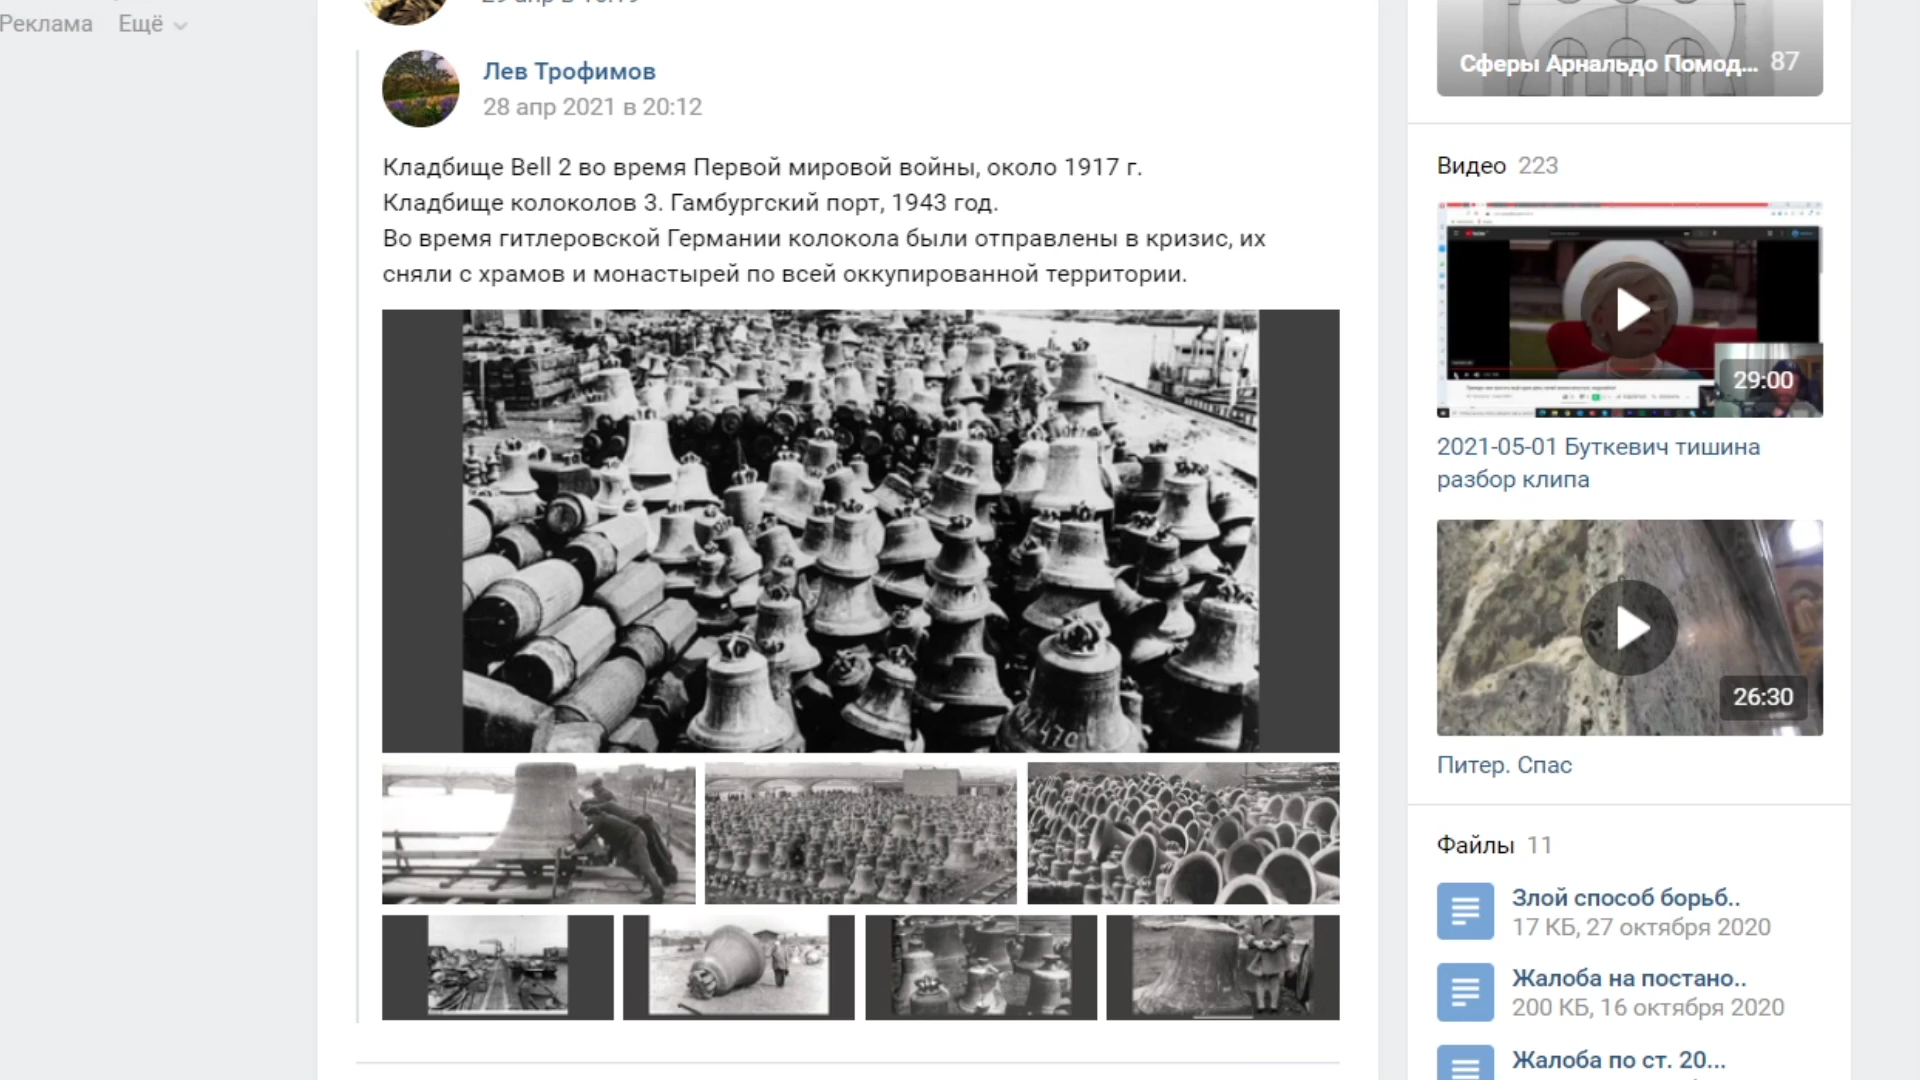 Реклама Ещё
Лев Трофимов
28 апр 2021 в 20:12
Кладбище Bell 2 во время Первой мировой войны, около 1917 г.
Кладбище колоколов 3. Гамбургский порт, 1943 год.
Во время гитлеровской Германии колокола были отправлены в кризис, их
сняли с храмов и монастырей по всей оккупированной территории.
Сферы Арнальдо Помод... 87
Видео 223
29:00
2021-05-01 Буткевич тишина
разбор клипа
26:30
Питер. Спас
Файлы 11
Злой способ борьб..
17 КБ, 27 октября 2020
Жалоба на постано..
200 КБ, 16 октября 2020
Жалоба по ст. 20...